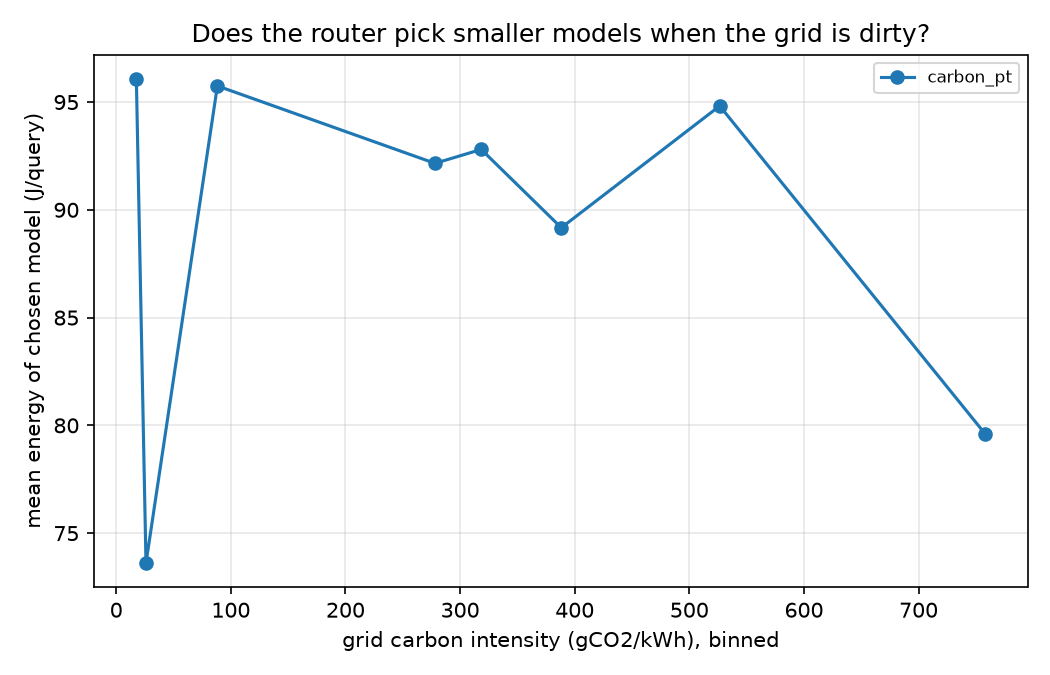 Does the router pick smaller models when the grid is dirty?
carbon_pt
mean energy of chosen model (J/query)
95
90
85
80
75
0 100 200 300 400 500 600 700
grid carbon intensity (gCO2/kWh), binned